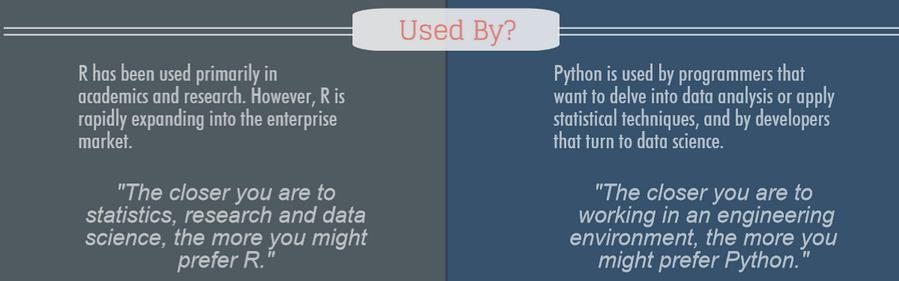 Used By?
R has been used primarily in
academics and research. However, R is
rapidly expanding into the enterprise
market.
"The closer you are to
statistics, research and data
science, the more you might
prefer R."
Python is used by programmers that
want to delve into data analysis or apply
statistical techniques, and by developers
that turn to data science.
"The closer you are to
working in an engineering
environment, the more you
might prefer Python."